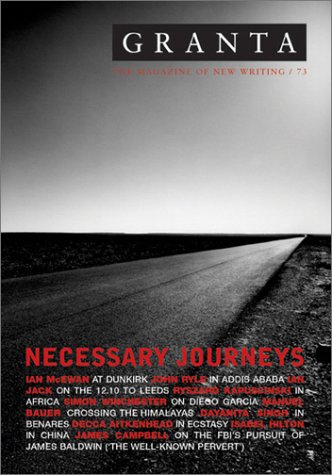 GRANTA
THE MAGAZINE OF NEW WRITING / 73
NECESSARY JOURNEYS
IAN McEWAN AT DUNKIRK JOHN RYLE IN ADDIS ABABA IAN
JACK ON THE 12.10 TO LEEDS RYSZARD KAPUSCINSKI IN
AFRICA SIMON WINCHESTER ON DIEGO GARCIA MANUEL
BAUER CROSSING THE HIMALAYAS DAYANITA SINGH IN
BENARES DECCA AITKENHEAD IN ECSTASY ISABEL HILTON
IN CHINA JAMES CAMPBELL ON THE FBI'S PURSUIT OF
JAMES BALDWIN ('THE WELL-KNOWN PERVERT')